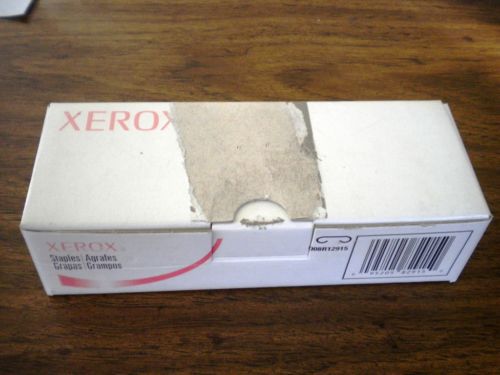 XEROX
XEROX
Staples|Agrafes
Grapas|Grampos
008R12915